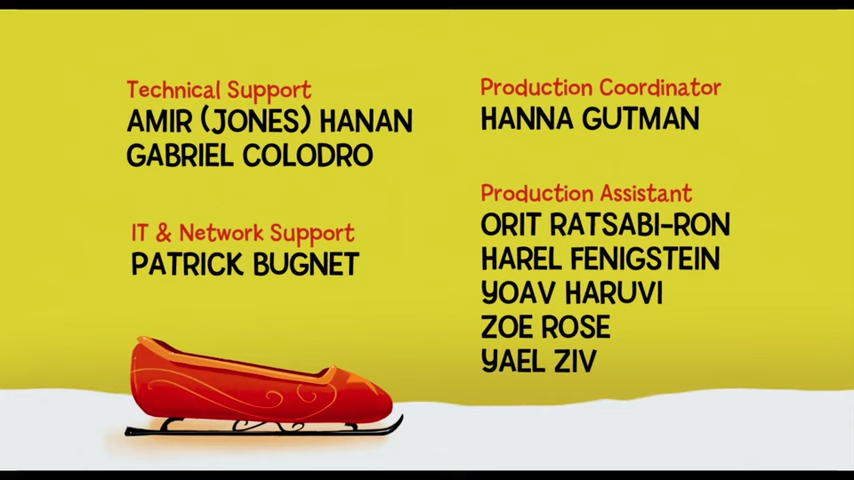 Technical Support
AMIR (JONES) HANAN
GABRIEL COLODRO
IT & Network Support
PATRICK BUGNET
Production Coordinator
HANNA GUTMAN
Production Assistant
ORIT RATSABI-RON
HAREL FENIGSTEIN
YOAV HARUVI
ZOE ROSE
YAEL ZIV